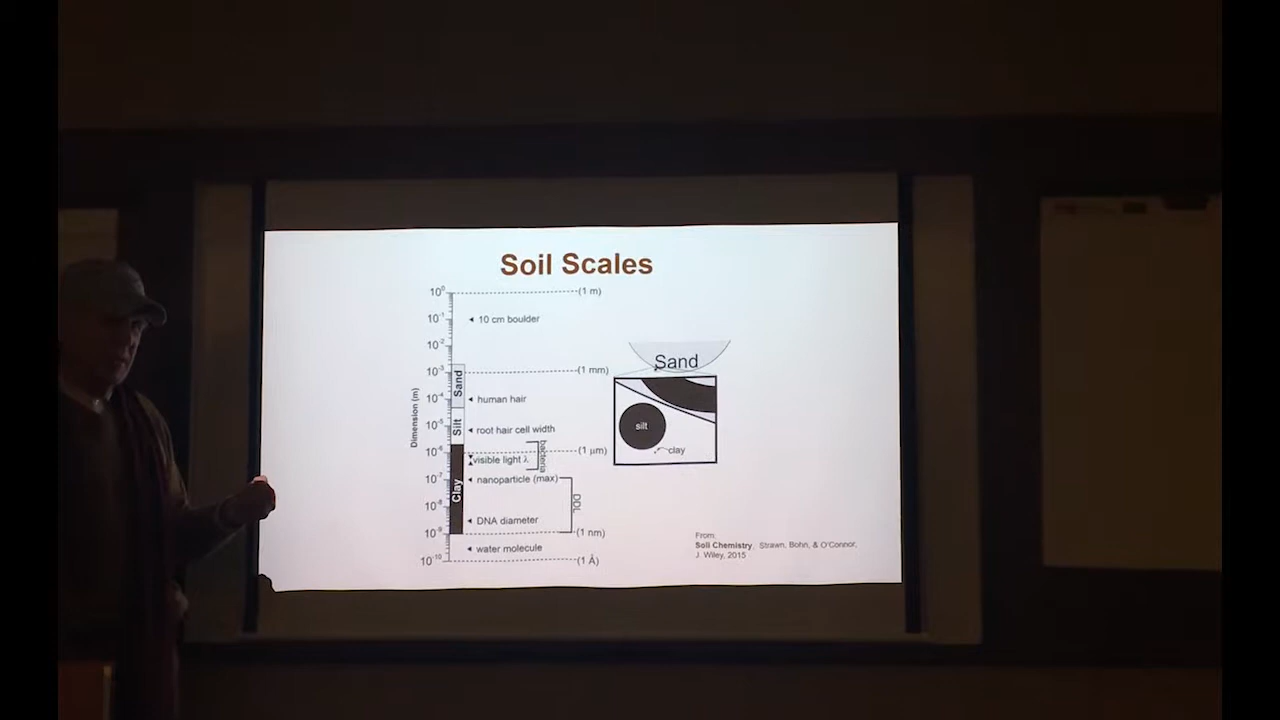 Soil Scales
10⁰ (1 m)
10⁻¹ 10 cm boulder
10⁻²
10⁻³ (1 mm)
10⁻⁴ human hair
10⁻⁵ root hair cell width
10⁻⁶ (1 μm)
visible light λ
10⁻⁷ nanoparticle (max)
10⁻⁸
DNA diameter
10⁻⁹ (1 nm)
water molecule
10⁻¹⁰ (1 Å)
Dimension (m)
Sand
Silt
Clay
bacteria
DDL
Sand
silt
clay
From:
Soil Chemistry, Strawn, Bohn, & O'Connor,
J. Wiley, 2015